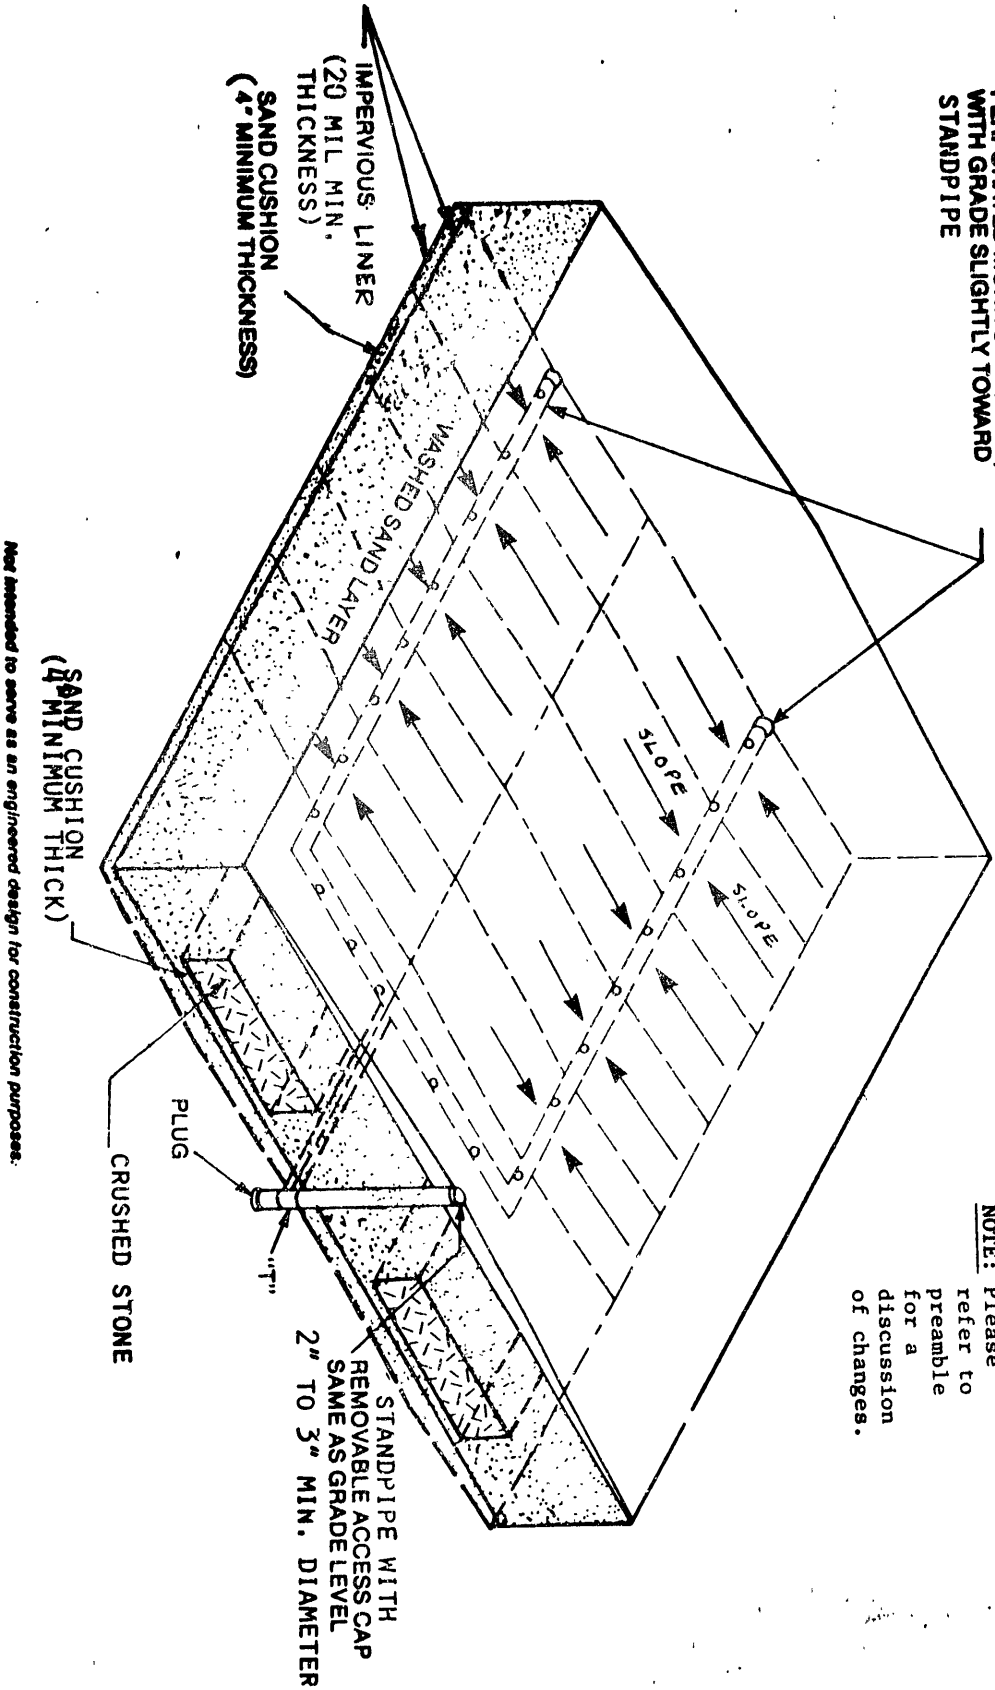 WITH GRADE SLIGHTLY TOWARD
STANDPIPE
NOTE: Please
refer to
preamble
for a
discussion
of changes.
IMPERVIOUS LINER
(20 MIL MIN.
THICKNESS)
SAND CUSHION
(4" MINIMUM THICKNESS)
WASHED SAND LAYER
SLOPE
SLOPE
STANDPIPE WITH
REMOVABLE ACCESS CAP
SAME AS GRADE LEVEL
2" TO 3" MIN. DIAMETER
"T"
PLUG
CRUSHED STONE
SAND CUSHION
(4" MINIMUM THICK)
Not intended to serve as an engineered design for construction purposes.